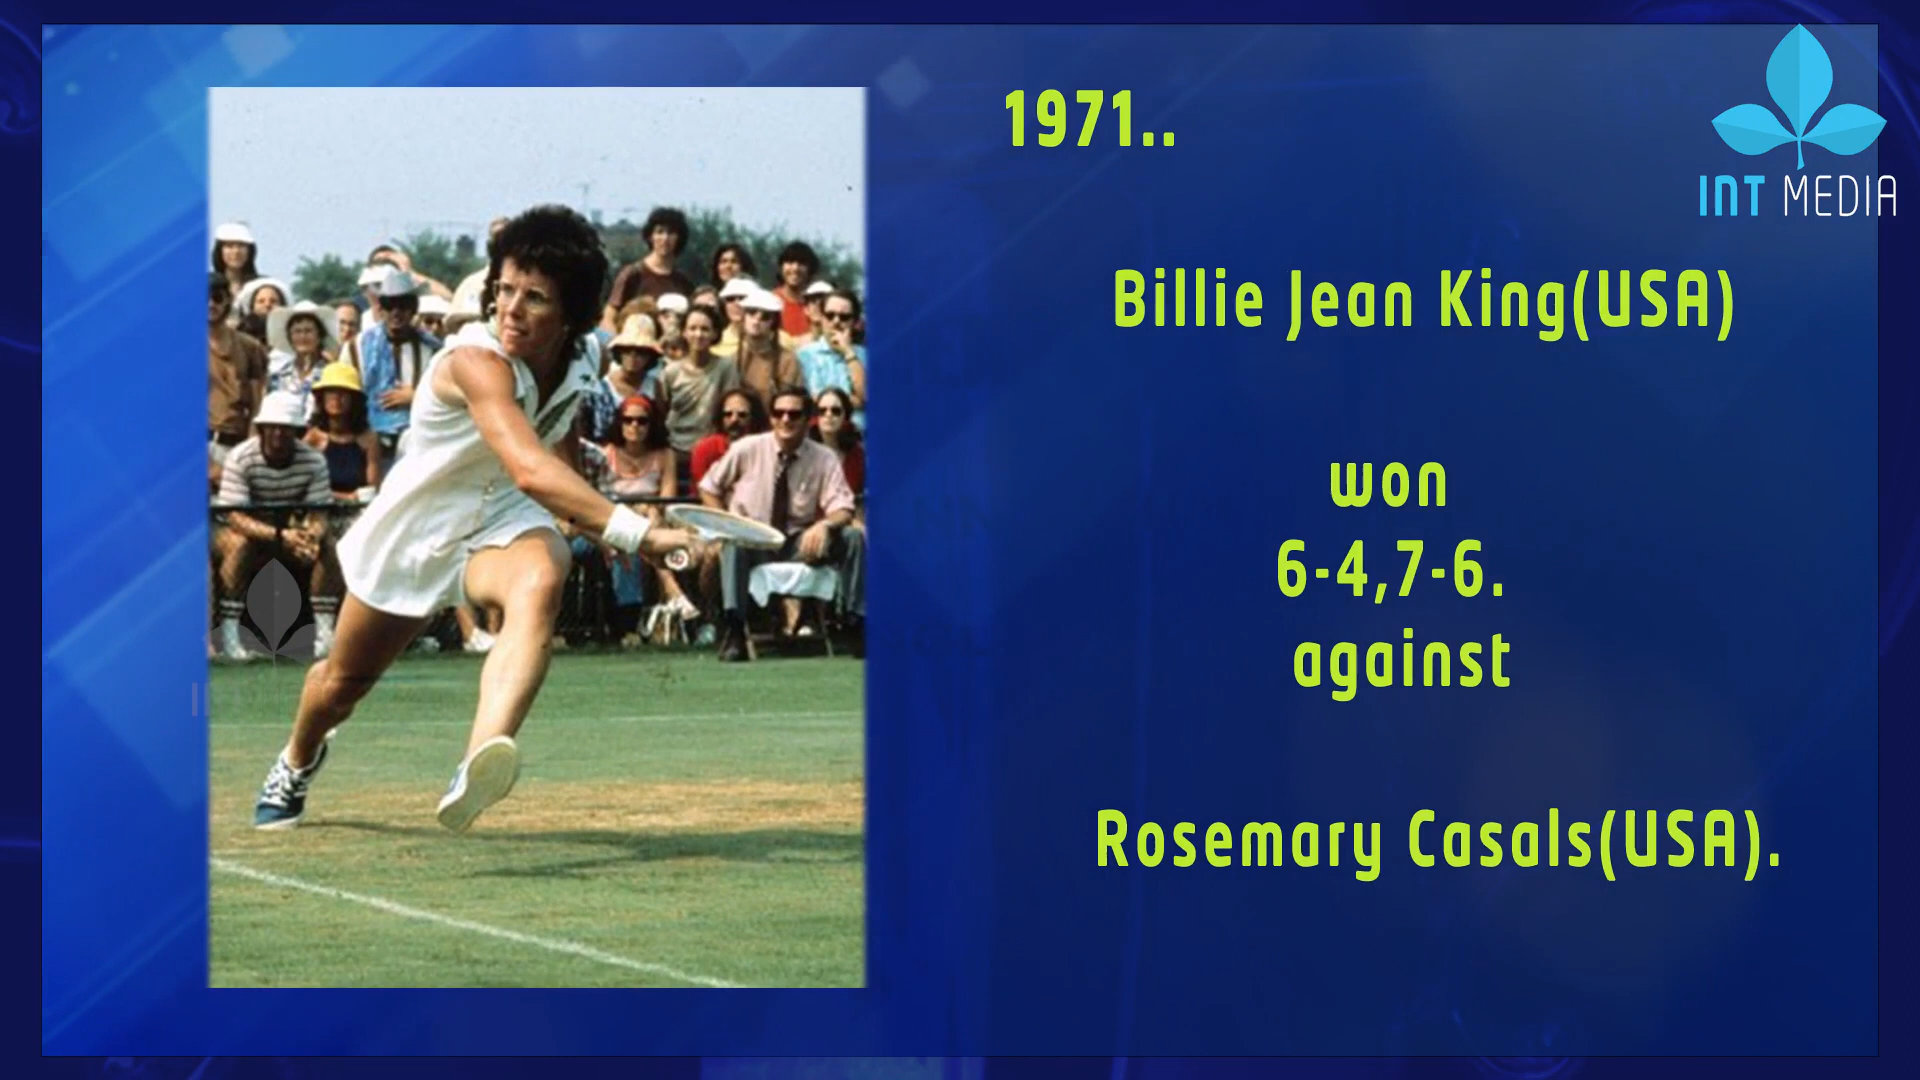 1971..
INT MEDIA
Billie Jean King(USA)
won
6-4,7-6.
against
Rosemary Casals(USA).